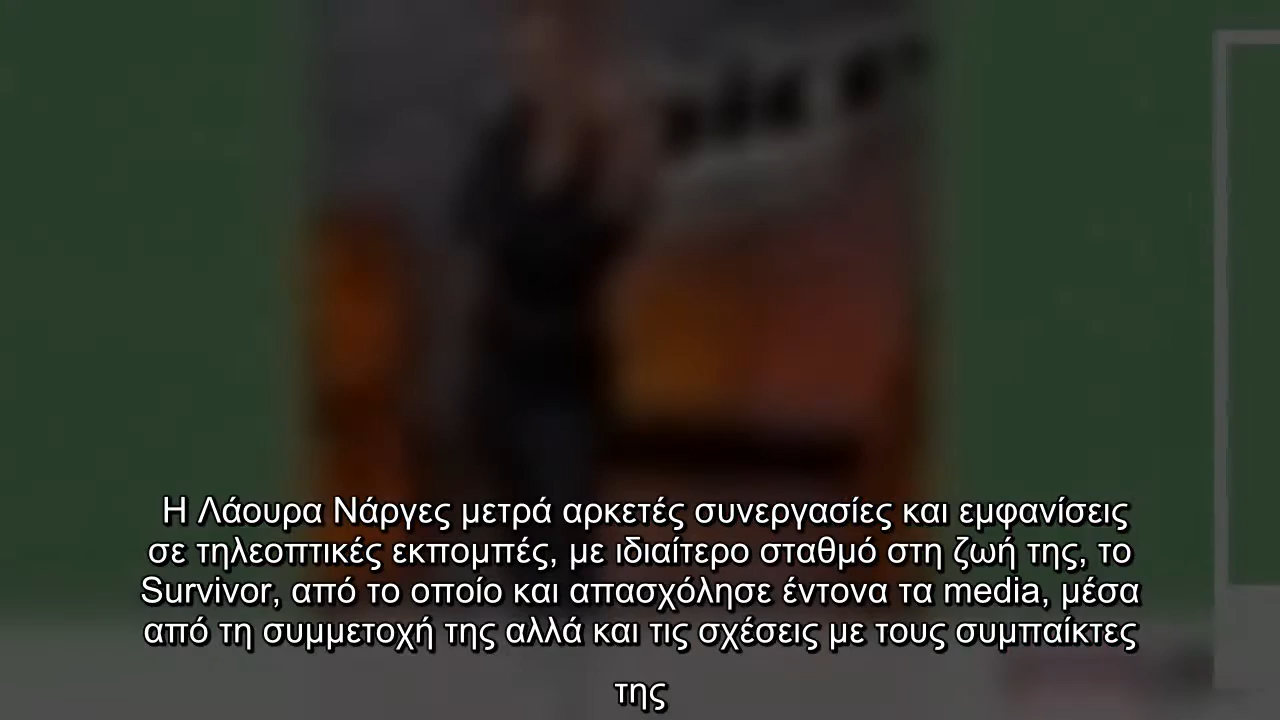 Η Λάουρα Νάργες μετρά αρκετές συνεργασίες και εμφανίσεις
σε τηλεοπτικές εκπομπές, με ιδιαίτερο σταθμό στη ζωή της, το
Survivor, από το οποίο και απασχόλησε έντονα τα media, μέσα
από τη συμμετοχή της αλλά και τις σχέσεις με τους συμπαίκτες
της